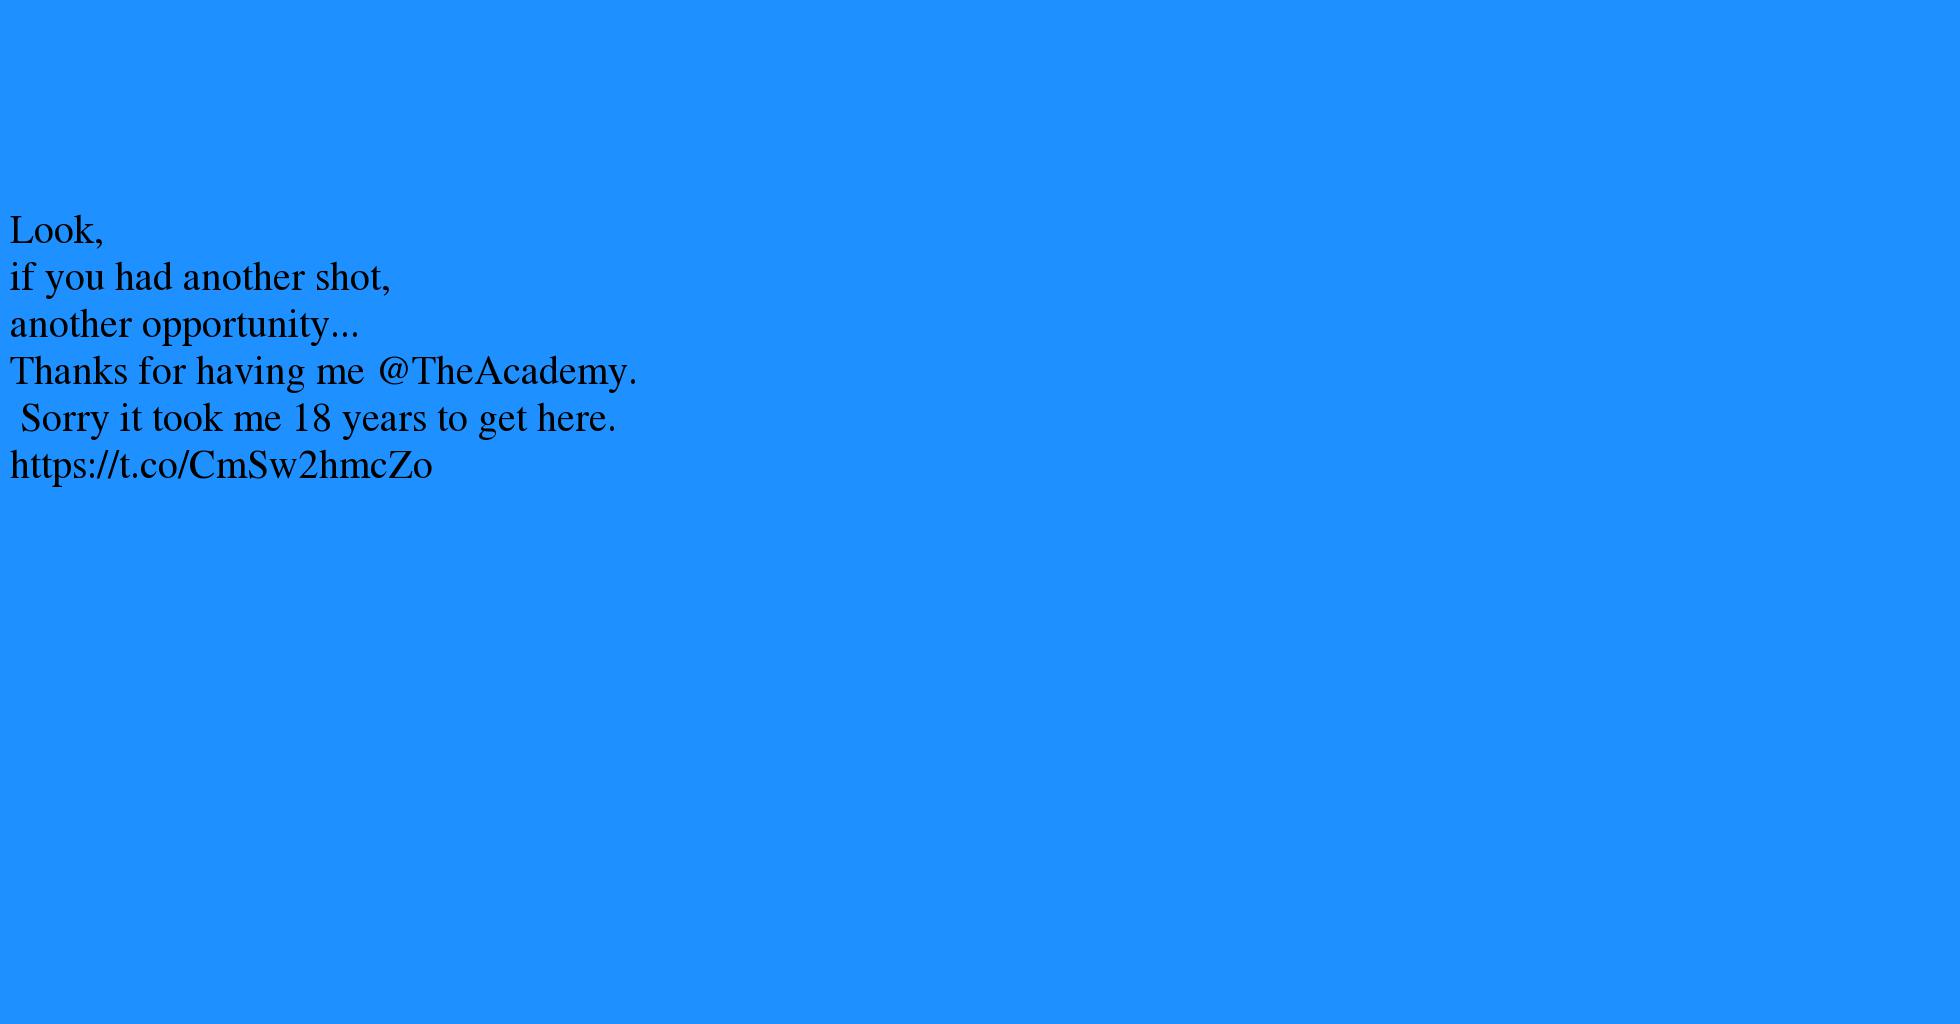 Look,
if you had another shot,
another opportunity...
Thanks for having me @TheAcademy.
Sorry it took me 18 years to get here.
https://t.co/CmSw2hmcZo